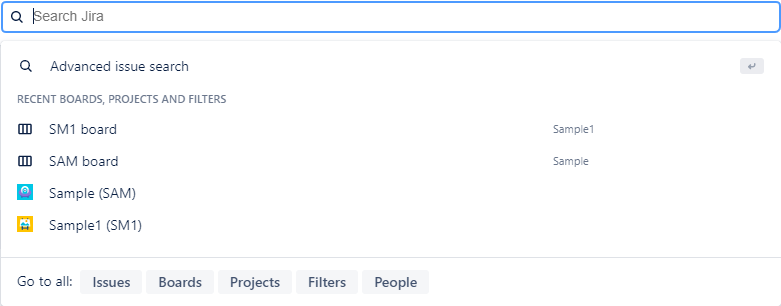 Search Jira
Advanced issue search
RECENT BOARDS, PROJECTS AND FILTERS
SM1 board Sample1
SAM board Sample
Sample (SAM)
Sample1 (SM1)
Go to all: Issues Boards Projects Filters People